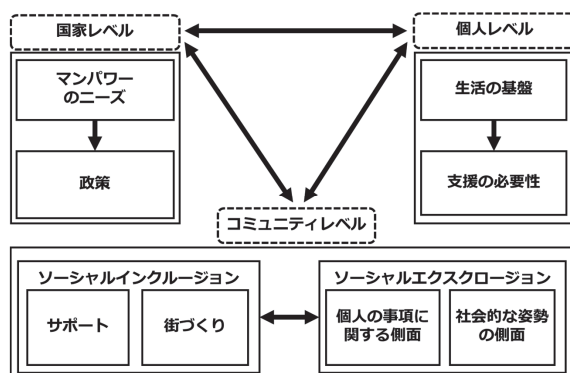 国家レベル
個人レベル
マンパワー
のニーズ
生活の基盤
政策
支援の必要性
コミュニティレベル
ソーシャルインクルージョン
ソーシャルエクスクロージョン
サポート
街づくり
個人の事項に
関する側面
社会的な姿勢
の側面